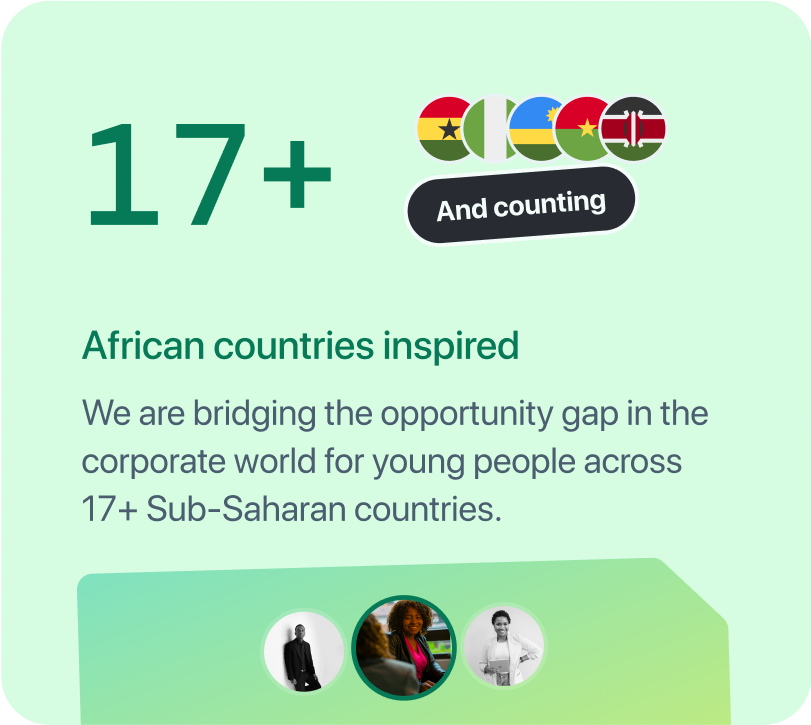 17+
And counting
African countries inspired
We are bridging the opportunity gap in the
corporate world for young people across
17+ Sub-Saharan countries.